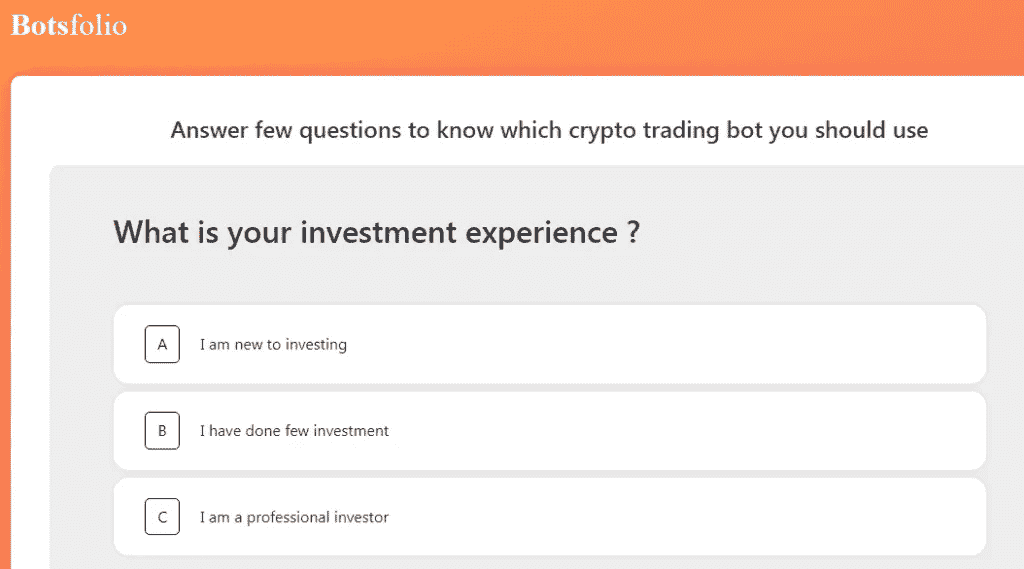 Botsfolio
Answer few questions to know which crypto trading bot you should use
What is your investment experience ?
A I am new to investing
B I have done few investment
C I am a professional investor